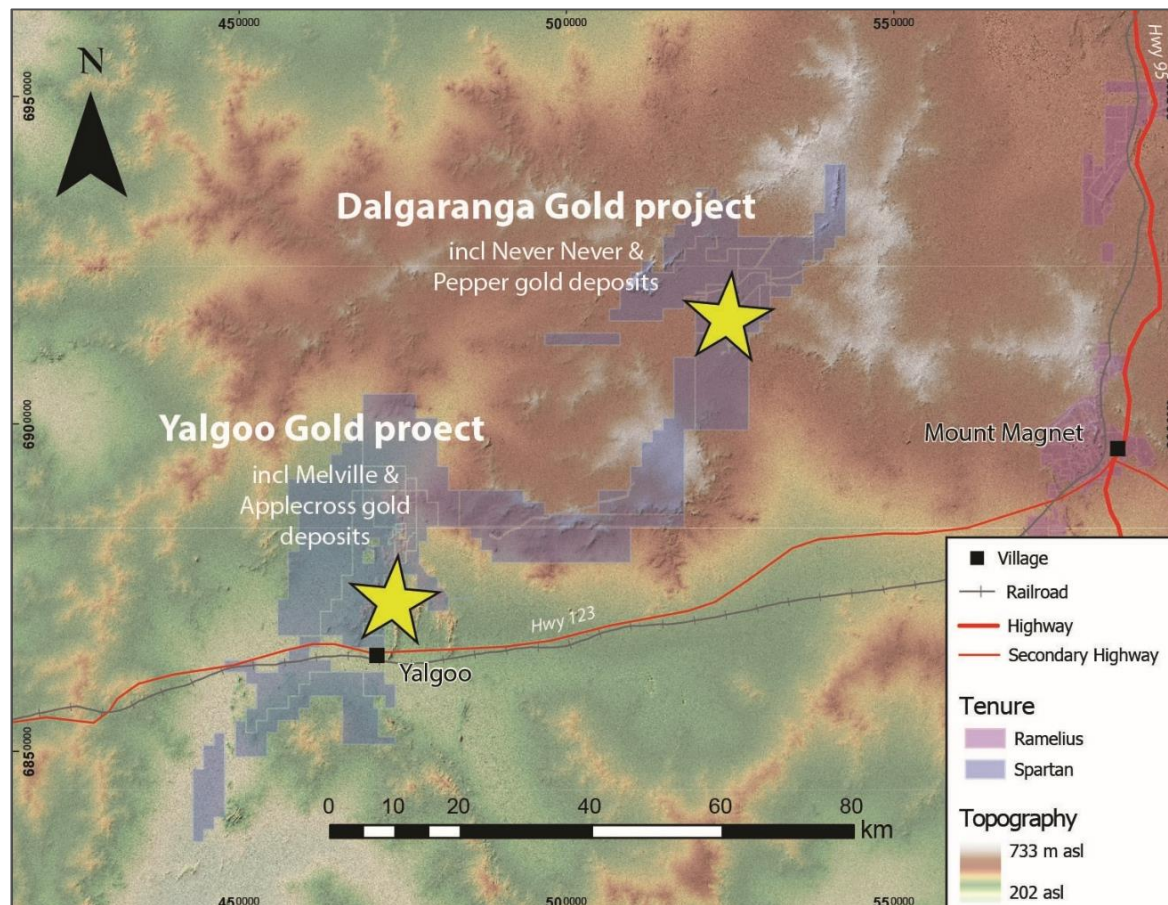 450000
500000
550000
Hwy 95
N
6950000
Dalgaranga Gold project
incl Never Never &
Pepper gold deposits
6900000
Yalgoo Gold proect
incl Melville &
Applecross gold
deposits
Mount Magnet
Hwy 123
Yalgoo
6850000
0 10 20 40 60 80
km
Village
Railroad
Highway
Secondary Highway
Tenure
Ramelius
Spartan
Topography
733 m asl
202 asl
450000
500000
550000